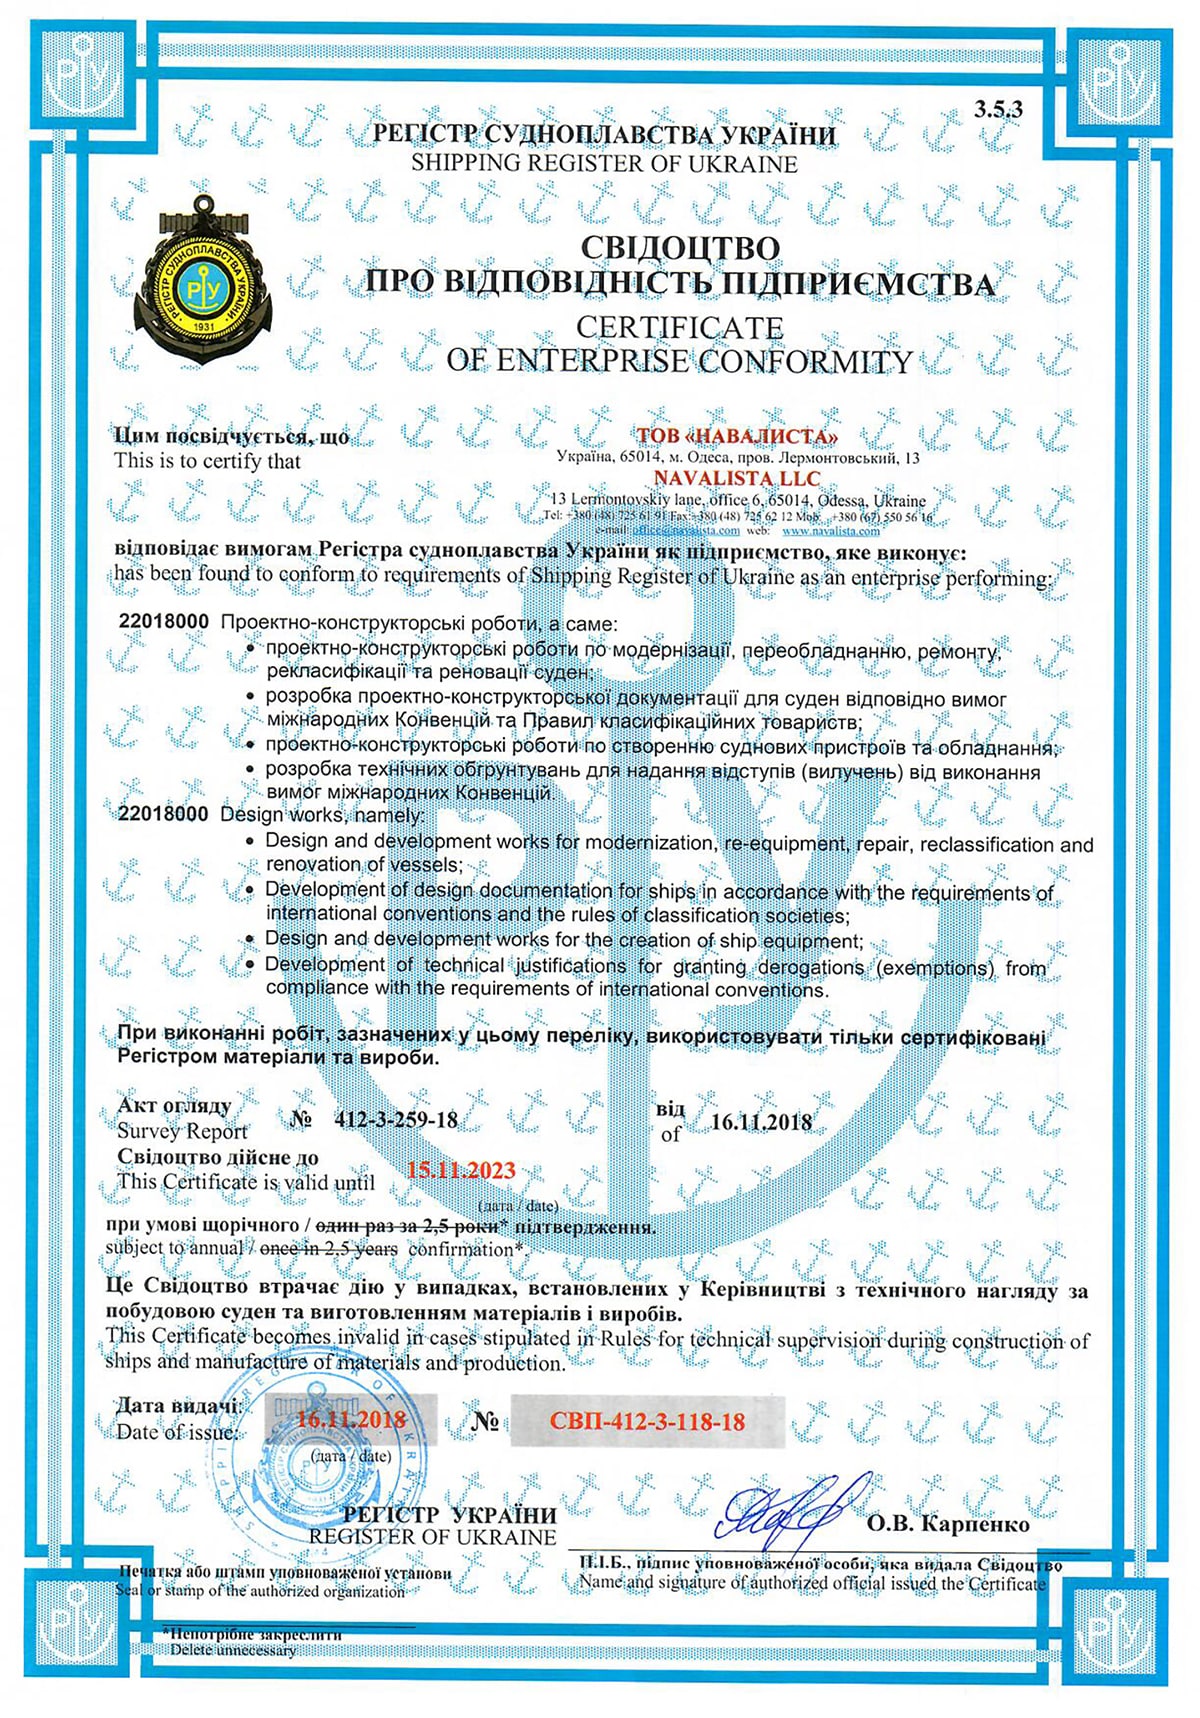 3.5.3
РЕГІСТР СУДНОПЛАВСТВА УКРАЇНИ
SHIPPING REGISTER OF UKRAINE
РЕГІСТР СУДНОПЛАВСТВА УКРАЇНИ
РУ
1931
СВІДОЦТВО
ПРО ВІДПОВІДНІСТЬ ПІДПРИЄМСТВА
CERTIFICATE
OF ENTERPRISE CONFORMITY
Цим посвідчується, що
This is to certify that
ТОВ «НАВАЛИСТА»
Україна, 65014, м. Одеса, пров. Лермонтовський, 13
NAVALISTA LLC
13 Lermontovskiy lane, office 6, 65014, Odessa, Ukraine
Tel: +380 (48) 725 61 91 Fax:+380 (48) 725 62 12 Mob.: +380 (67) 550 56 16
e-mail: office@navalista.com web: www.navalista.com
відповідає вимогам Регістра судноплавства України як підприємство, яке виконує:
has been found to conform to requirements of Shipping Register of Ukraine as an enterprise performing:
22018000 Проектно-конструкторські роботи, а саме:
• проектно-конструкторські роботи по модернізації, переобладнанню, ремонту,
рекласифікації та реновації суден;
• розробка проектно-конструкторської документації для суден відповідно вимог
міжнародних Конвенцій та Правил класифікаційних товариств;
• проектно-конструкторські роботи по створенню суднових пристроїв та обладнання;
• розробка технічних обґрунтувань для надання відступів (вилучень) від виконання
вимог міжнародних Конвенцій.
22018000 Design works, namely:
• Design and development works for modernization, re-equipment, repair, reclassification and
renovation of vessels;
• Development of design documentation for ships in accordance with the requirements of
international conventions and the rules of classification societies;
• Design and development works for the creation of ship equipment;
• Development of technical justifications for granting derogations (exemptions) from
compliance with the requirements of international conventions.
При виконанні робіт, зазначених у цьому переліку, використовувати тільки сертифіковані
Регістром матеріали та вироби.
Акт огляду
Survey Report
№ 412-3-259-18
від
of
16.11.2018
Свідоцтво дійсне до
This Certificate is valid until
15.11.2023
(дата / date)
при умові щорічного / один раз за 2,5 роки* підтвердження.
subject to annual / once in 2,5 years confirmation*.
Це Свідоцтво втрачає дію у випадках, встановлених у Керівництві з технічного нагляду за
побудовою суден та виготовленням матеріалів і виробів.
This Certificate becomes invalid in cases stipulated in Rules for technical supervision during construction of
ships and manufacture of materials and production.
Дата видачі:
Date of issue:
16.11.2018
(дата / date)
№
СВП-412-3-118-18
РЕГІСТР УКРАЇНИ
REGISTER OF UKRAINE
О.В. Карпенко
Печатка або штамп уповноваженої установи
Seal or stamp of the authorized organization
П.І.Б., підпис уповноваженої особи, яка видала Свідоцтво
Name and signature of authorized official issued the Certificate
*Непотрібне закреслити
Delete unnecessary